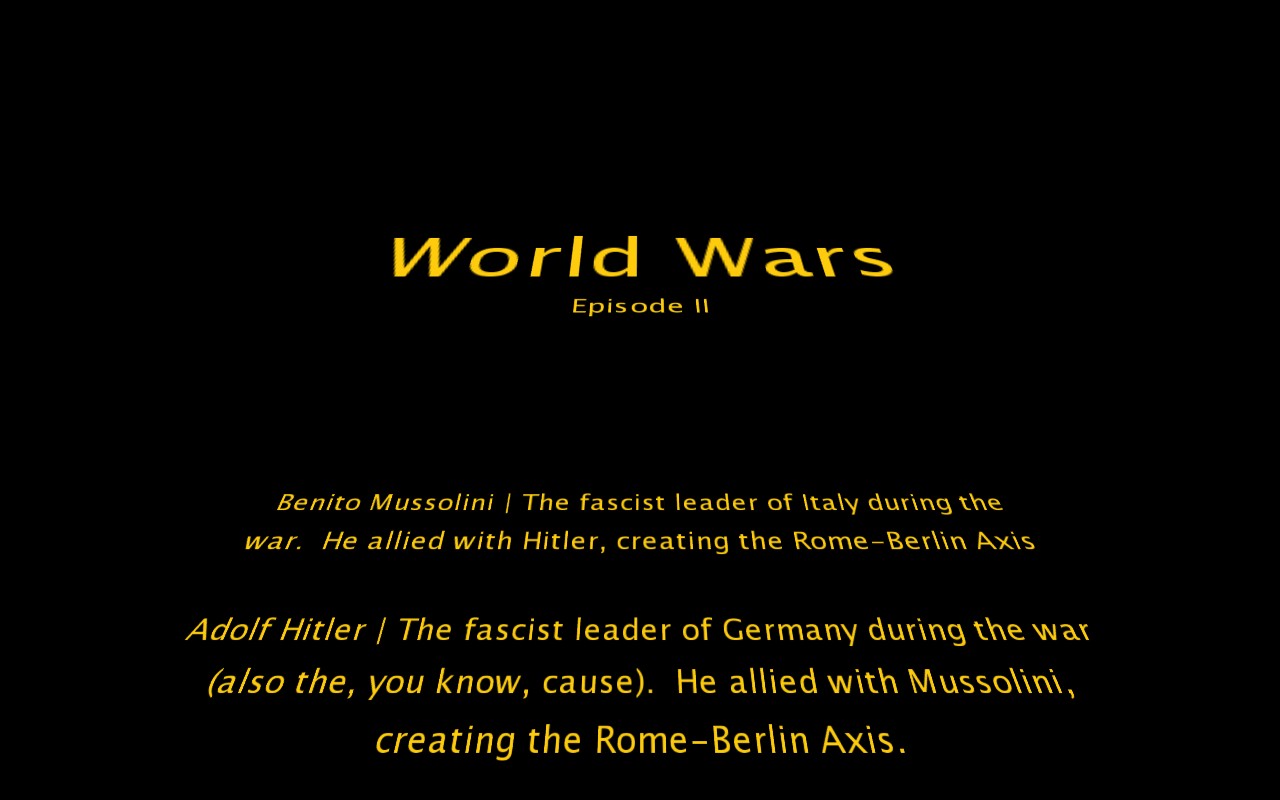 World Wars
Episode II
Benito Mussolini | The fascist leader of Italy during the
war.  He allied with Hitler, creating the Rome-Berlin Axis
Adolf Hitler | The fascist leader of Germany during the war
(also the, you know, cause).  He allied with Mussolini,
creating the Rome-Berlin Axis.